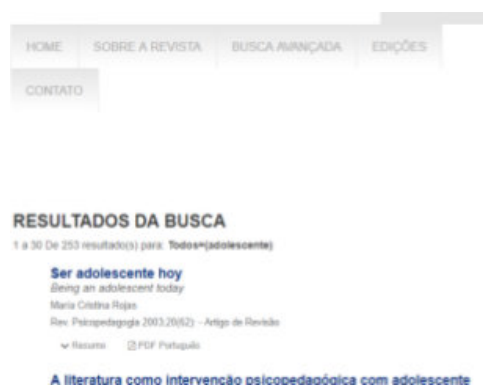 HOME SOBRE A REVISTA BUSCA AVANÇADA EDIÇÕES
CONTATO
RESULTADOS DA BUSCA
1 a 30 De 253 resultado(s) para: Todos=(adolescente)
Ser adolescente hoy
Being an adolescent today
Maria Cristina Rojas
Rev. Psicopedagogia 2003;20(62) - Artigo de Revisão
Resumo PDF Português
A literatura como intervenção psicopedagógica com adolescente